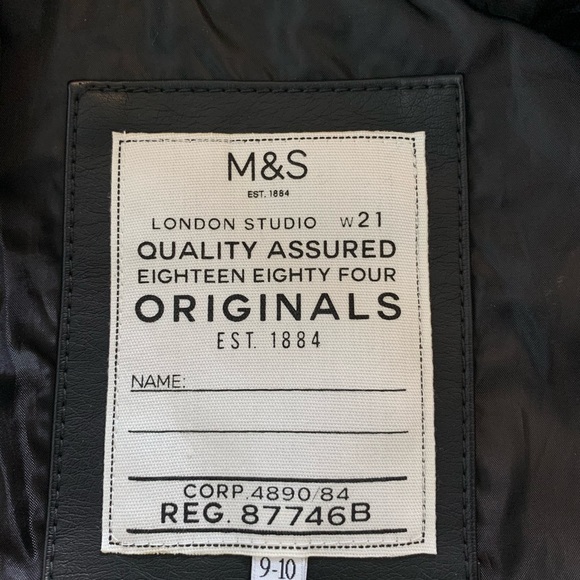 M&S
EST. 1884
LONDON STUDIO W21
QUALITY ASSURED
EIGHTEEN EIGHTY FOUR
ORIGINALS
EST. 1884
NAME:
CORP.4890/84
REG. 87746B
9-10